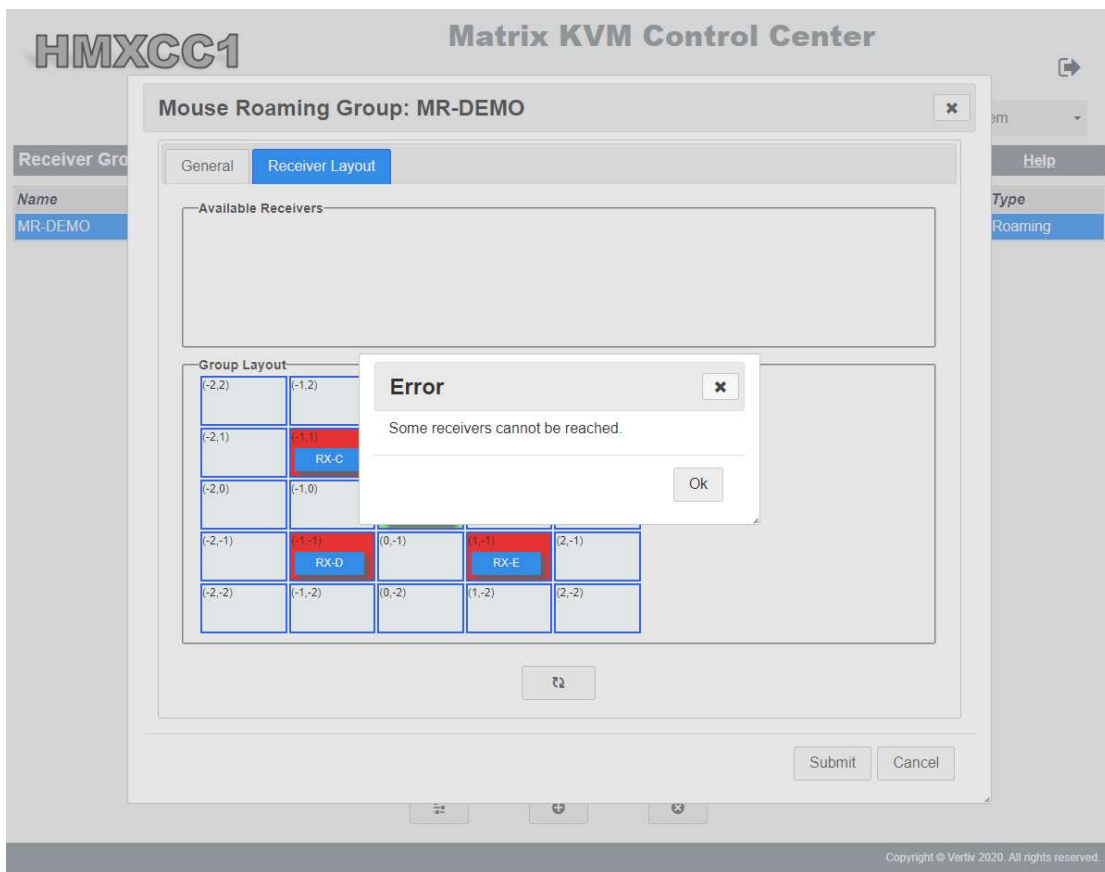 HMXCC1
Matrix KVM Control Center
Mouse Roaming Group: MR-DEMO
Receiver Gro
Help
General
Receiver Layout
Name
Type
MR-DEMO
Roaming
Available Receivers
Group Layout
(-2,2)
(-1,2)
(-2,1)
(-1,1)
RX-C
(-2,0)
(-1,0)
Error
Some receivers cannot be reached.
Ok
(-2,-1)
(-1,-1)
(0,-1)
(1,-1)
(2,-1)
RX-D
RX-E
(-2,-2)
(-1,-2)
(0,-2)
(1,-2)
(2,-2)
Submit
Cancel
Copyright © Vertiv 2020. All rights reserved.